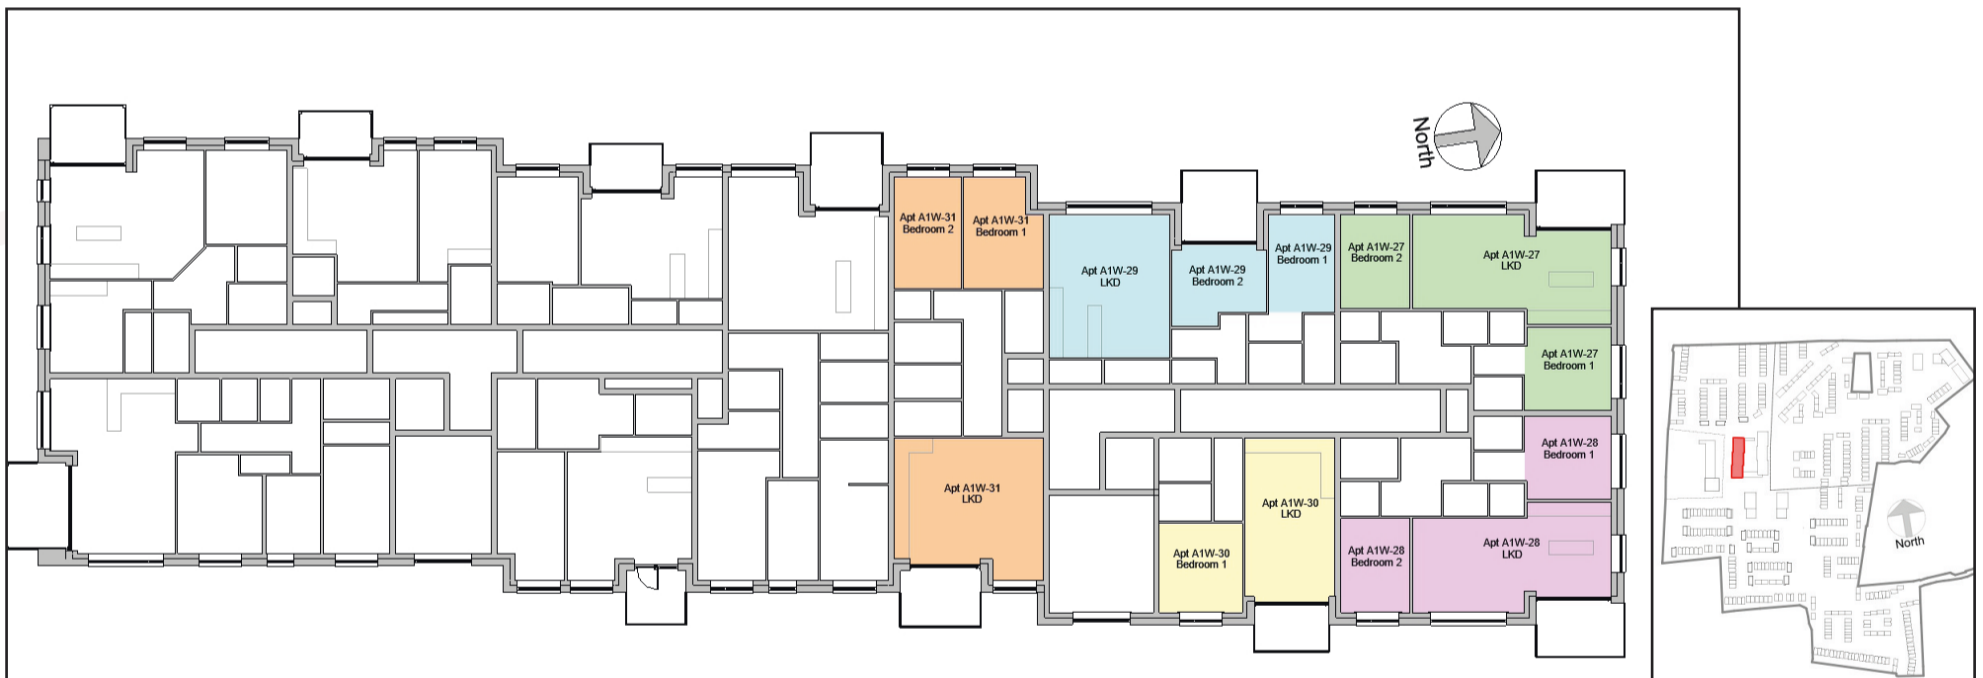 North
Apt A1W-31
Bedroom 2
Apt A1W-31
Bedroom 1
Apt A1W-29
LKD
Apt A1W-29
Bedroom 2
Apt A1W-29
Bedroom 1
Apt A1W-27
Bedroom 2
Apt A1W-27
LKD
Apt A1W-27
Bedroom 1
Apt A1W-28
Bedroom 1
Apt A1W-31
LKD
Apt A1W-30
LKD
Apt A1W-30
Bedroom 1
Apt A1W-28
Bedroom 2
Apt A1W-28
LKD
North